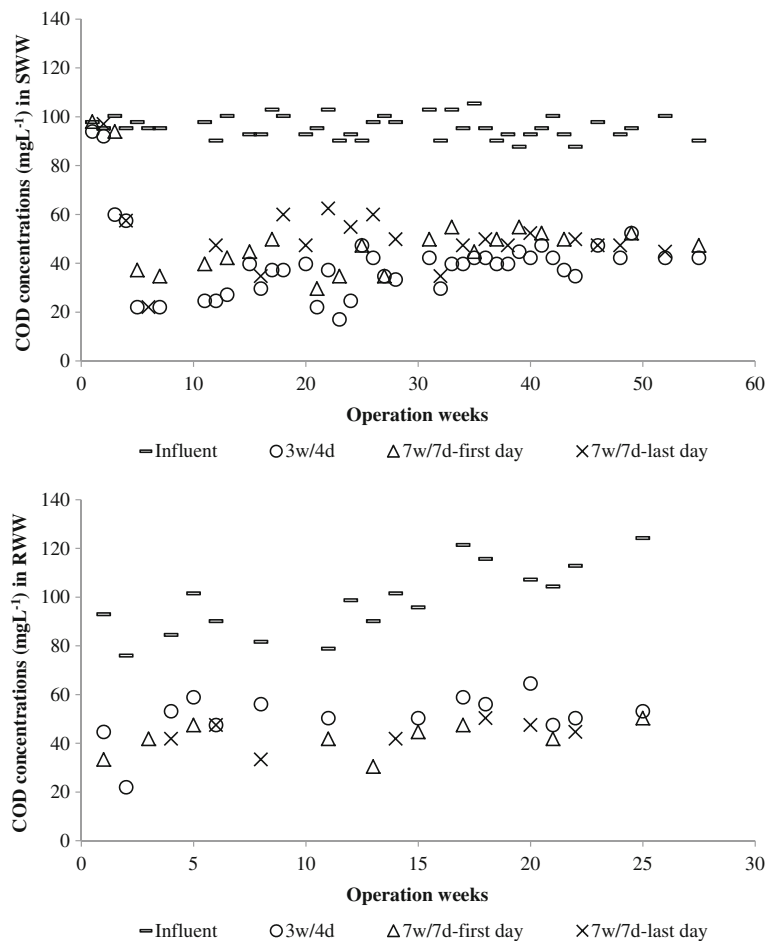 COD concentrations (mgL-1) in SWW
140
120
100
80
60
40
20
0
0 10 20 30 40 50 60
Operation weeks
Influent 3w/4d 7w/7d-first day 7w/7d-last day
COD concentrations (mgL-1) in RWW
140
120
100
80
60
40
20
0
0 5 10 15 20 25 30
Operation weeks
Influent 3w/4d 7w/7d-first day 7w/7d-last day